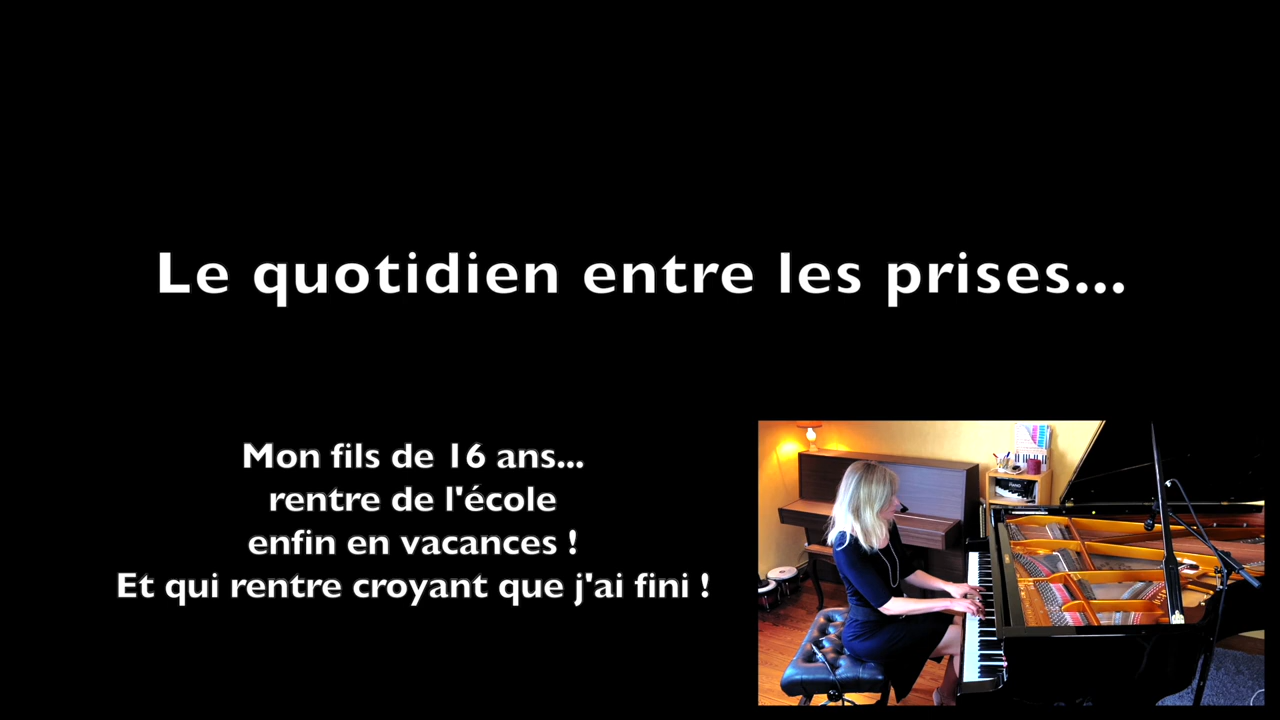 Le quotidien entre les prises...
Mon fils de 16 ans...
rentre de l'école
enfin en vacances !
Et qui rentre croyant que j'ai fini !
PIANO